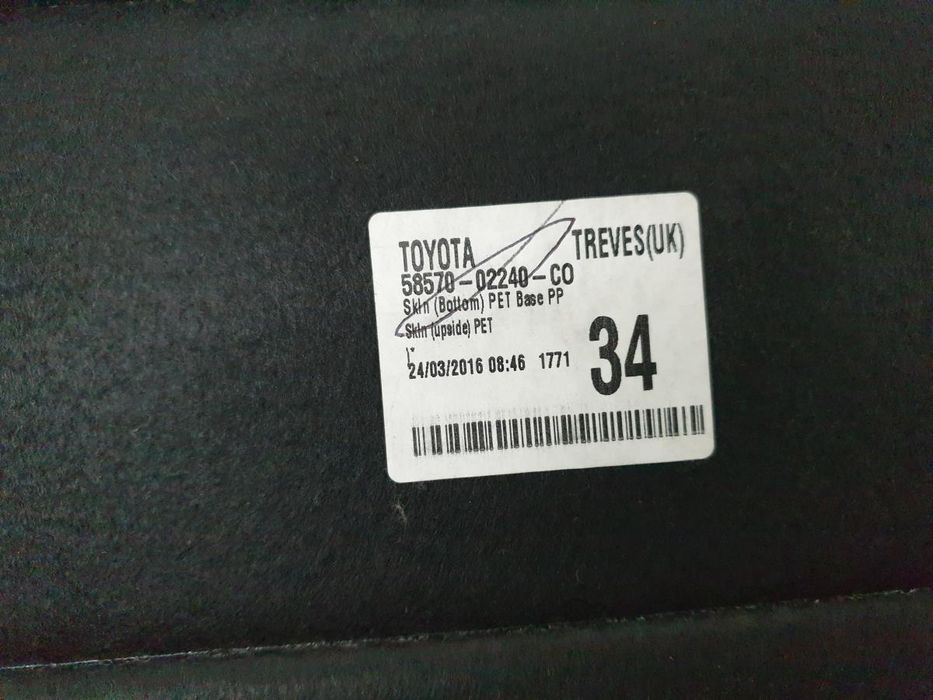 TOYOTA TREVES(UK)
58570-02240-C0
Skin (Bottom) PET Base PP
Skin (upside) PET
\*
24/03/2016 08:46 1771
34